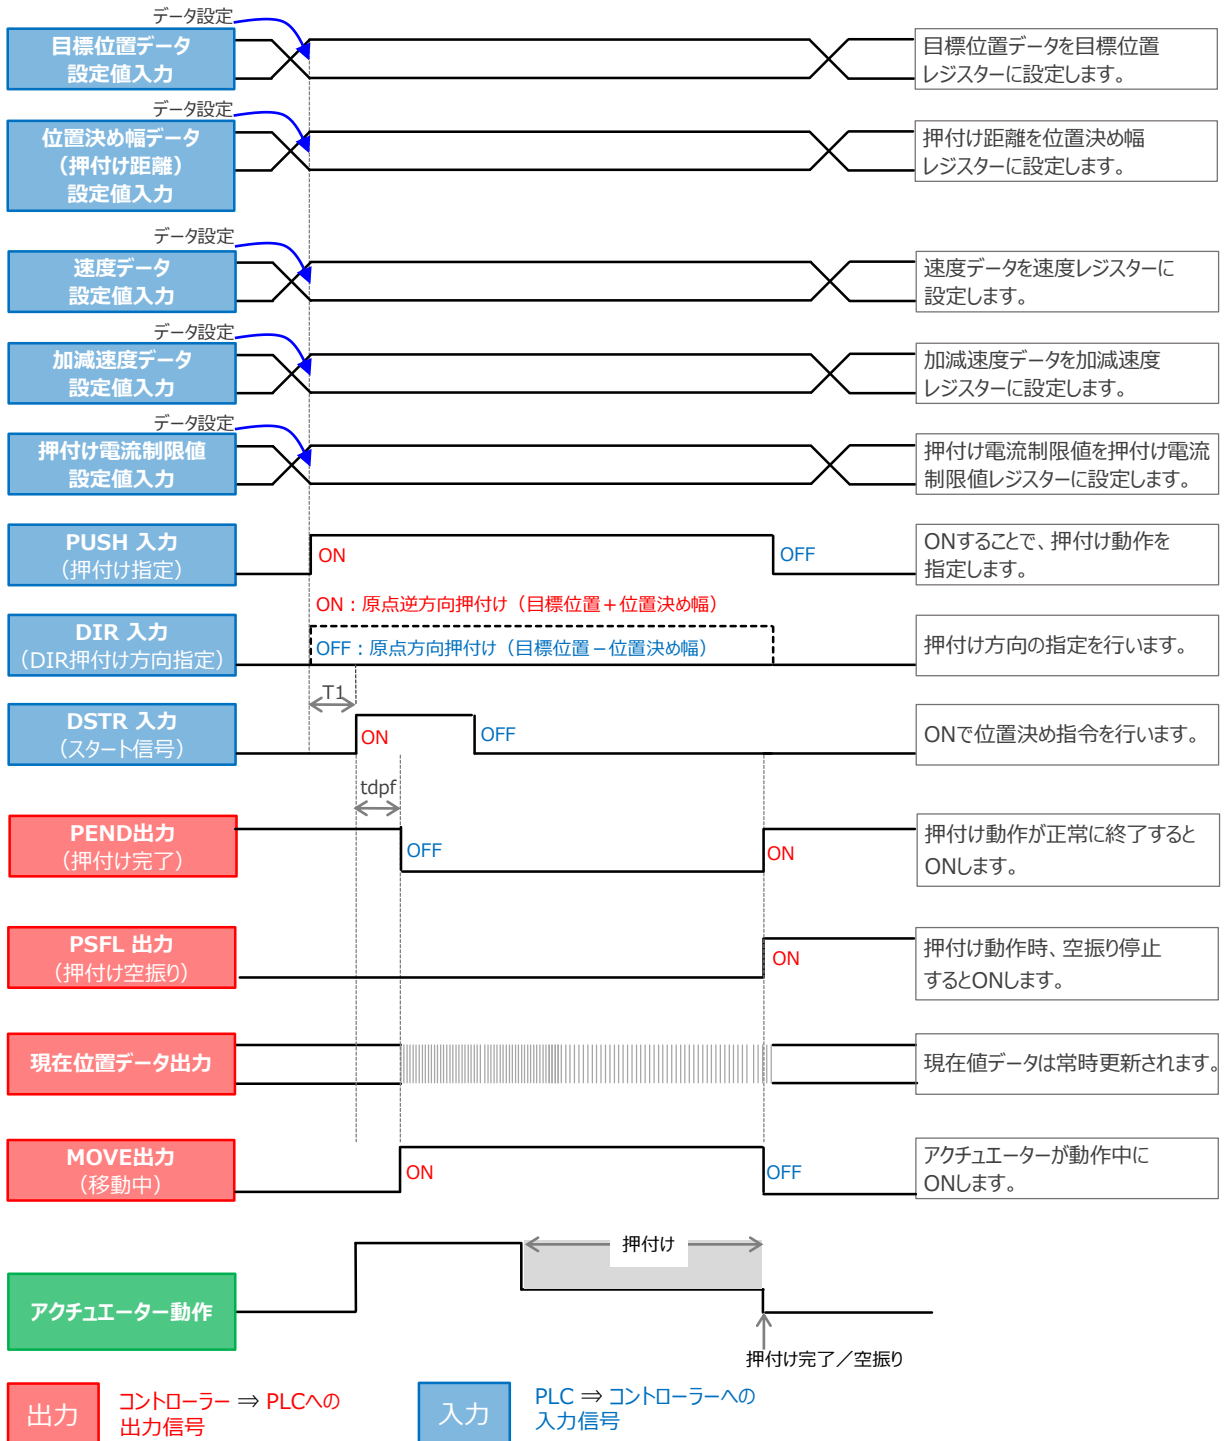 データ設定
目標位置データ
設定値入力
目標位置データを目標位置
レジスターに設定します。
データ設定
位置決め幅データ
（押付け距離）
設定値入力
押付け距離を位置決め幅
レジスターに設定します。
データ設定
速度データ
設定値入力
速度データを速度レジスターに
設定します。
データ設定
加減速度データ
設定値入力
加減速度データを加減速度
レジスターに設定します。
データ設定
押付け電流制限値
設定値入力
押付け電流制限値を押付け電流
制限値レジスターに設定します。
PUSH 入力
（押付け指定）
ON
OFF
ONすることで、押付け動作を
指定します。
ON：原点逆方向押付け（目標位置＋位置決め幅）
DIR 入力
（DIR押付け方向指定）
OFF：原点方向押付け（目標位置－位置決め幅）
押付け方向の指定を行います。
T1
DSTR 入力
（スタート信号）
ON
OFF
ONで位置決め指令を行います。
tdpf
PEND出力
（押付け完了）
OFF
ON
押付け動作が正常に終了すると
ONします。
PSFL 出力
（押付け空振り）
ON
押付け動作時、空振り停止
するとONします。
現在位置データ出力
現在値データは常時更新されます。
MOVE出力
（移動中）
ON
OFF
アクチュエーターが動作中に
ONします。
押付け
アクチュエーター動作
押付け完了／空振り
出力
コントローラー ⇒ PLCへの
出力信号
入力
PLC ⇒ コントローラーへの
入力信号